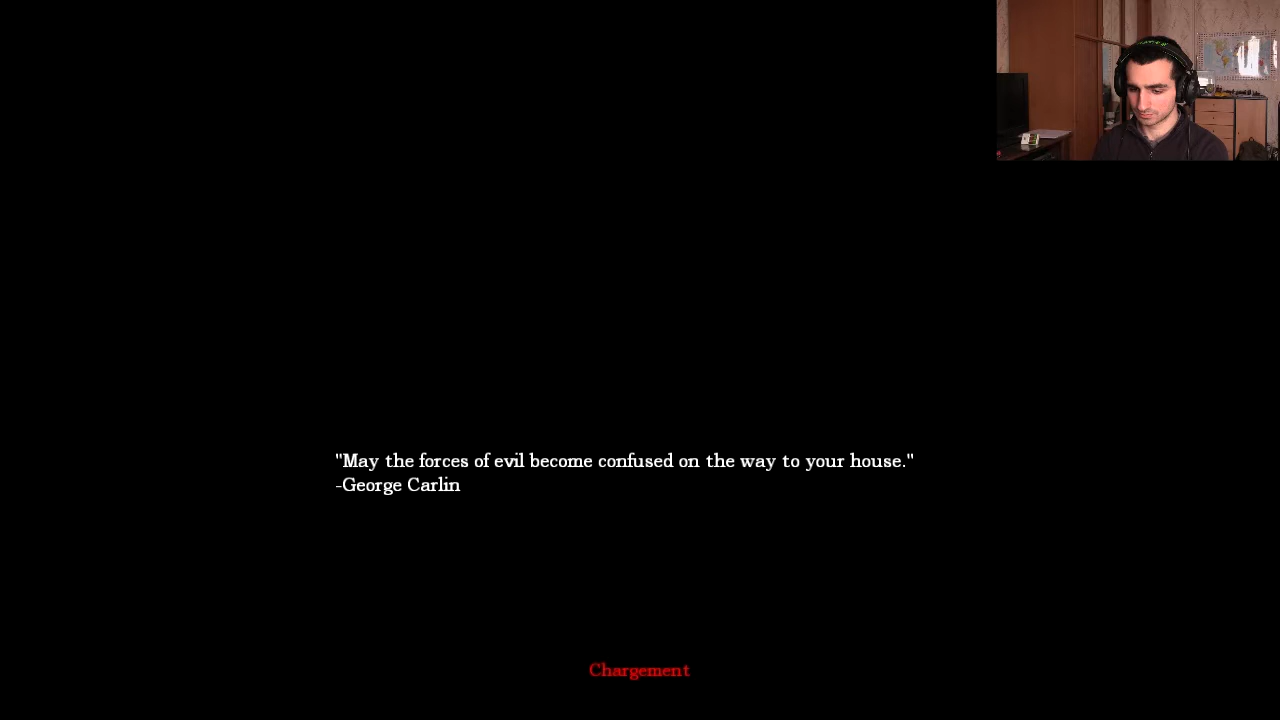 "May the forces of evil become confused on the way to your house."
-George Carlin
Chargement